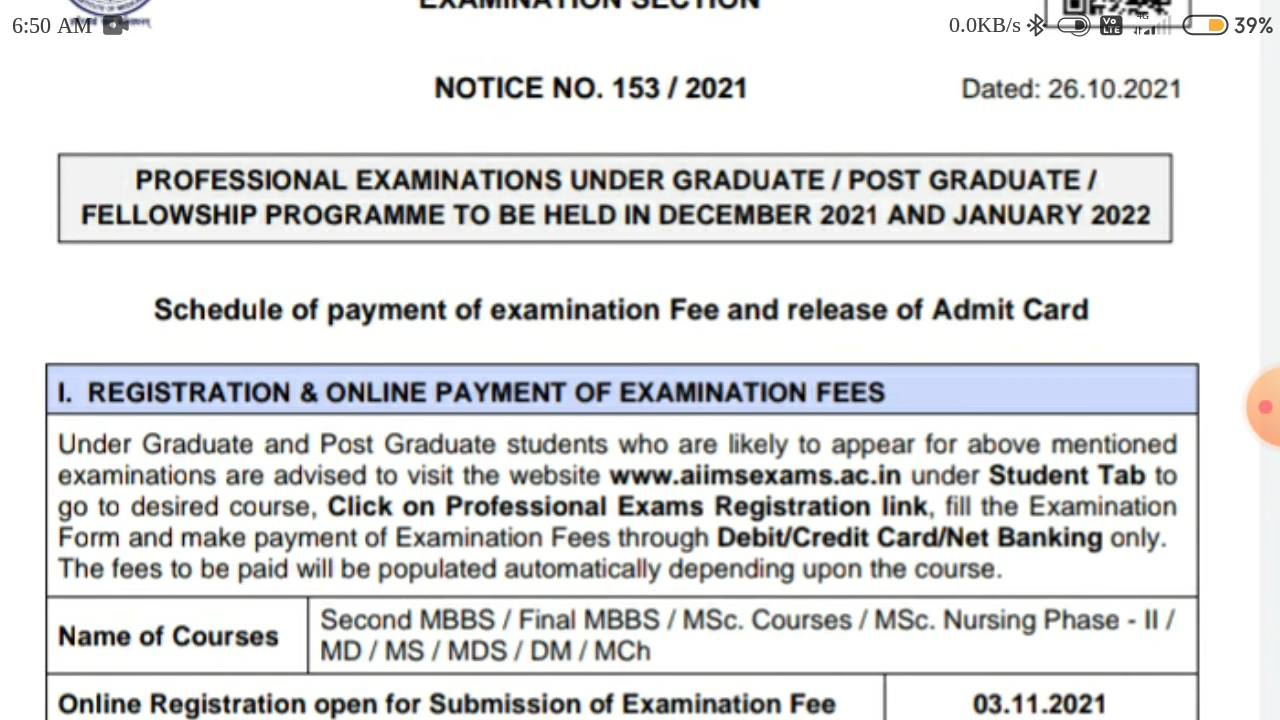 EXAMINATION SECTION
6:50 AM
0.0KB/s
Vo
LTE
4G
39%
NOTICE NO. 153 / 2021
Dated: 26.10.2021
PROFESSIONAL EXAMINATIONS UNDER GRADUATE / POST GRADUATE /
FELLOWSHIP PROGRAMME TO BE HELD IN DECEMBER 2021 AND JANUARY 2022
Schedule of payment of examination Fee and release of Admit Card
I. REGISTRATION & ONLINE PAYMENT OF EXAMINATION FEES
Under Graduate and Post Graduate students who are likely to appear for above mentioned
examinations are advised to visit the website www.aiimsexams.ac.in under Student Tab to
go to desired course, Click on Professional Exams Registration link, fill the Examination
Form and make payment of Examination Fees through Debit/Credit Card/Net Banking only.
The fees to be paid will be populated automatically depending upon the course.
Name of Courses
Second MBBS / Final MBBS / MSc. Courses / MSc. Nursing Phase - II /
MD / MS / MDS / DM / MCh
Online Registration open for Submission of Examination Fee
03.11.2021